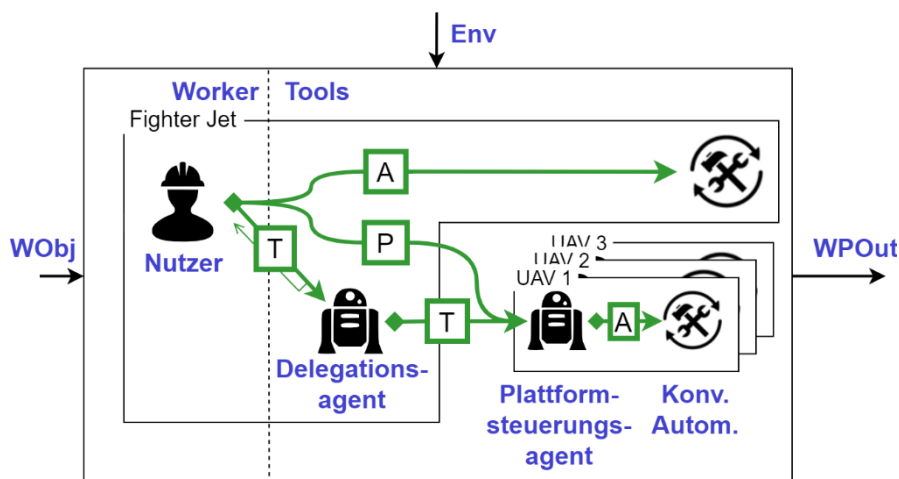 Env
Worker
Tools
Fighter Jet
A
P
T
WObj
Nutzer
WPOut
UAV 3
UAV 2
UAV 1
T
A
Delegations-
agent
Plattform-
steuerungs-
agent
Konv.
Autom.